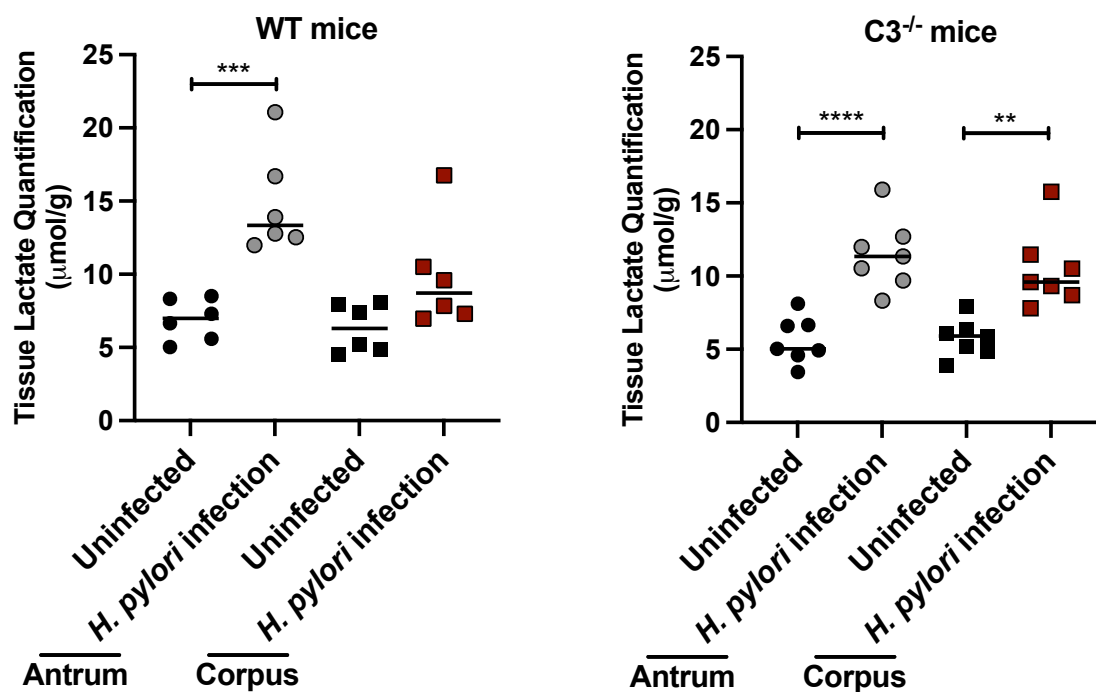 WT mice
Tissue Lactate Quantification
(μmol/g)
25
20
15
10
5
0
***
Uninfected
H. pylori infection
Uninfected
H. pylori infection
Antrum
Corpus
C3-/- mice
Tissue Lactate Quantification
(μmol/g)
25
20
15
10
5
0
****
**
Uninfected
H. pylori infection
Uninfected
H. pylori infection
Antrum
Corpus